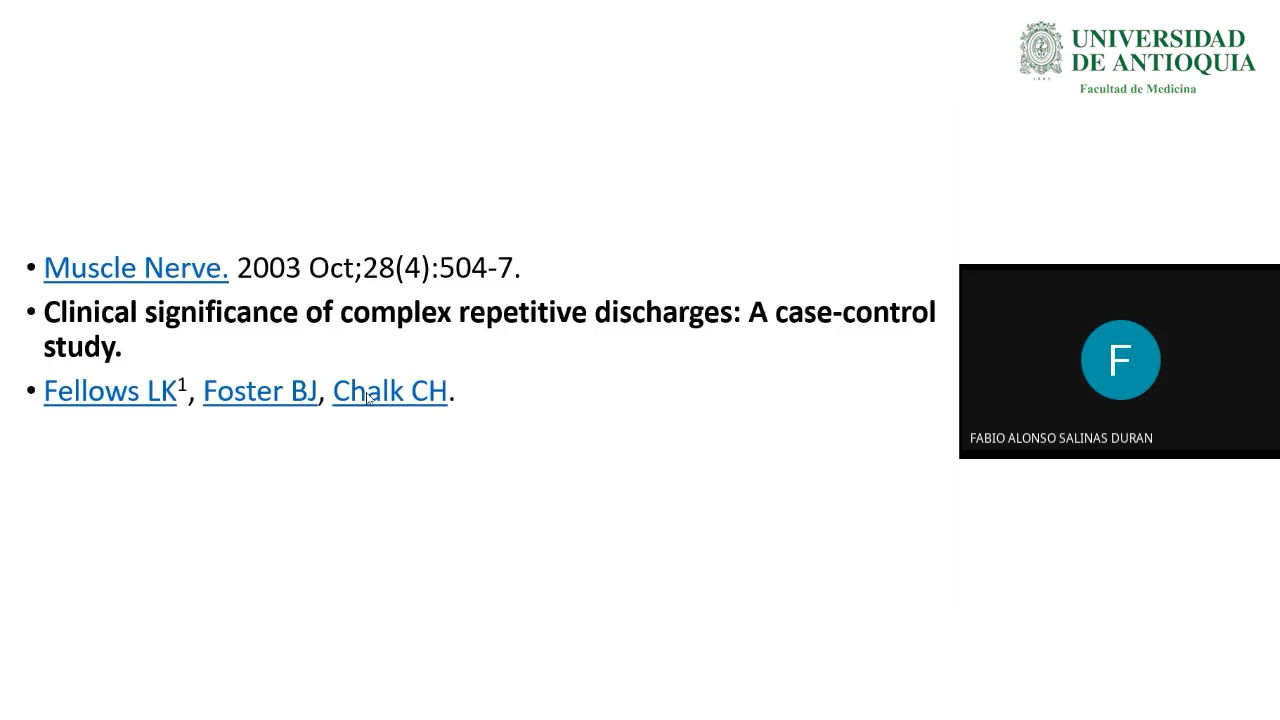 UNIVERSIDAD
DE ANTIOQUIA
Facultad de Medicina
• Muscle Nerve. 2003 Oct;28(4):504-7.
• Clinical significance of complex repetitive discharges: A case-control
study.
• Fellows LK¹, Foster BJ, Chalk CH.
F
FABIO ALONSO SALINAS DURAN